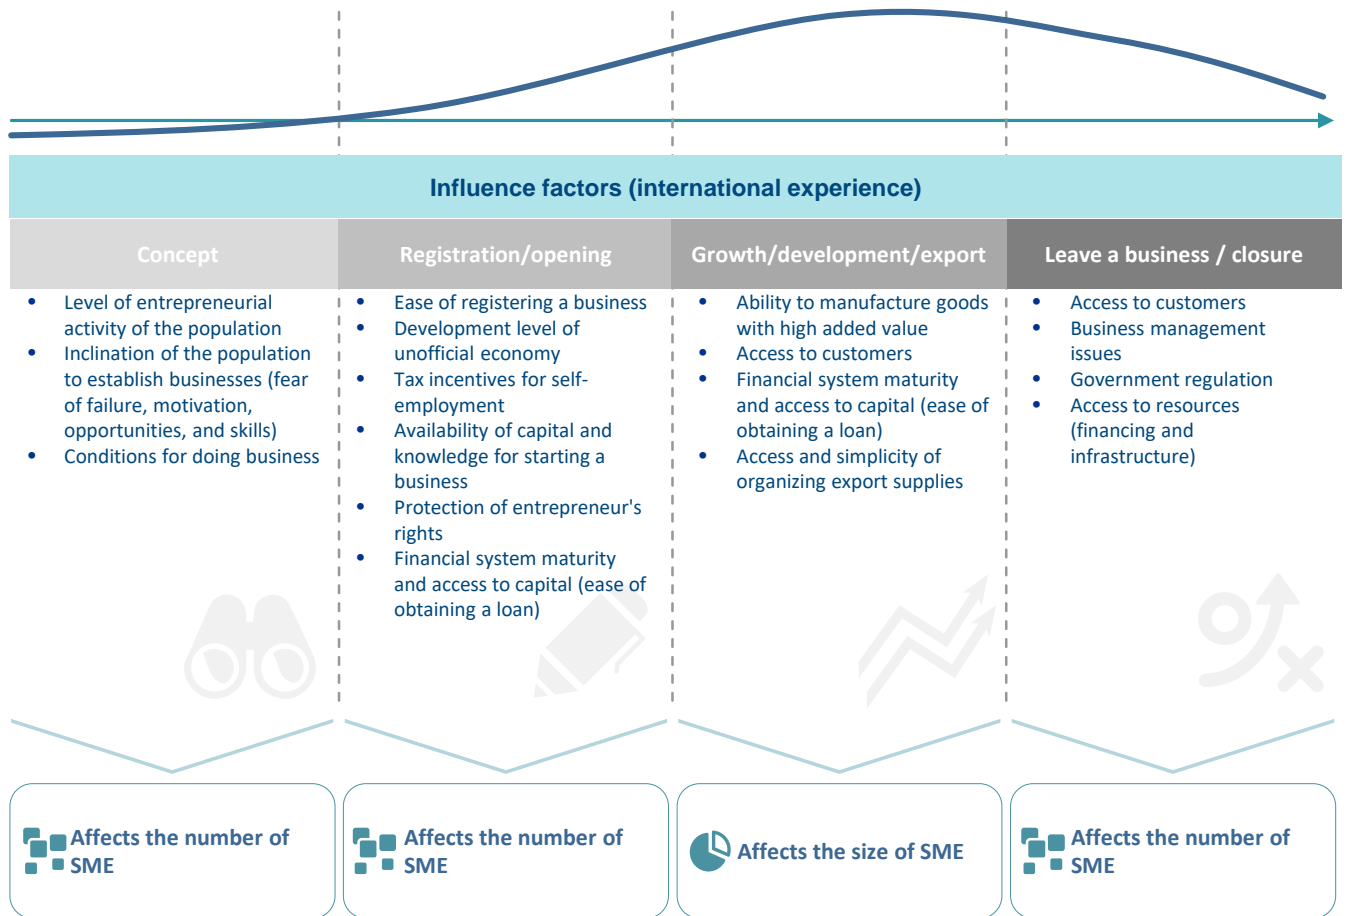 Influence factors (international experience)
Concept
• Level of entrepreneurial
activity of the population
• Inclination of the population
to establish businesses (fear
of failure, motivation,
opportunities, and skills)
• Conditions for doing business
Registration/opening
• Ease of registering a business
• Development level of
unofficial economy
• Tax incentives for self-
employment
• Availability of capital and
knowledge for starting a
business
• Protection of entrepreneur's
rights
• Financial system maturity
and access to capital (ease of
obtaining a loan)
Growth/development/export
• Ability to manufacture goods
with high added value
• Access to customers
• Financial system maturity
and access to capital (ease of
obtaining a loan)
• Access and simplicity of
organizing export supplies
Leave a business / closure
• Access to customers
• Business management
issues
• Government regulation
• Access to resources
(financing and
infrastructure)
Affects the number of
SME
Affects the number of
SME
Affects the size of SME
Affects the number of
SME